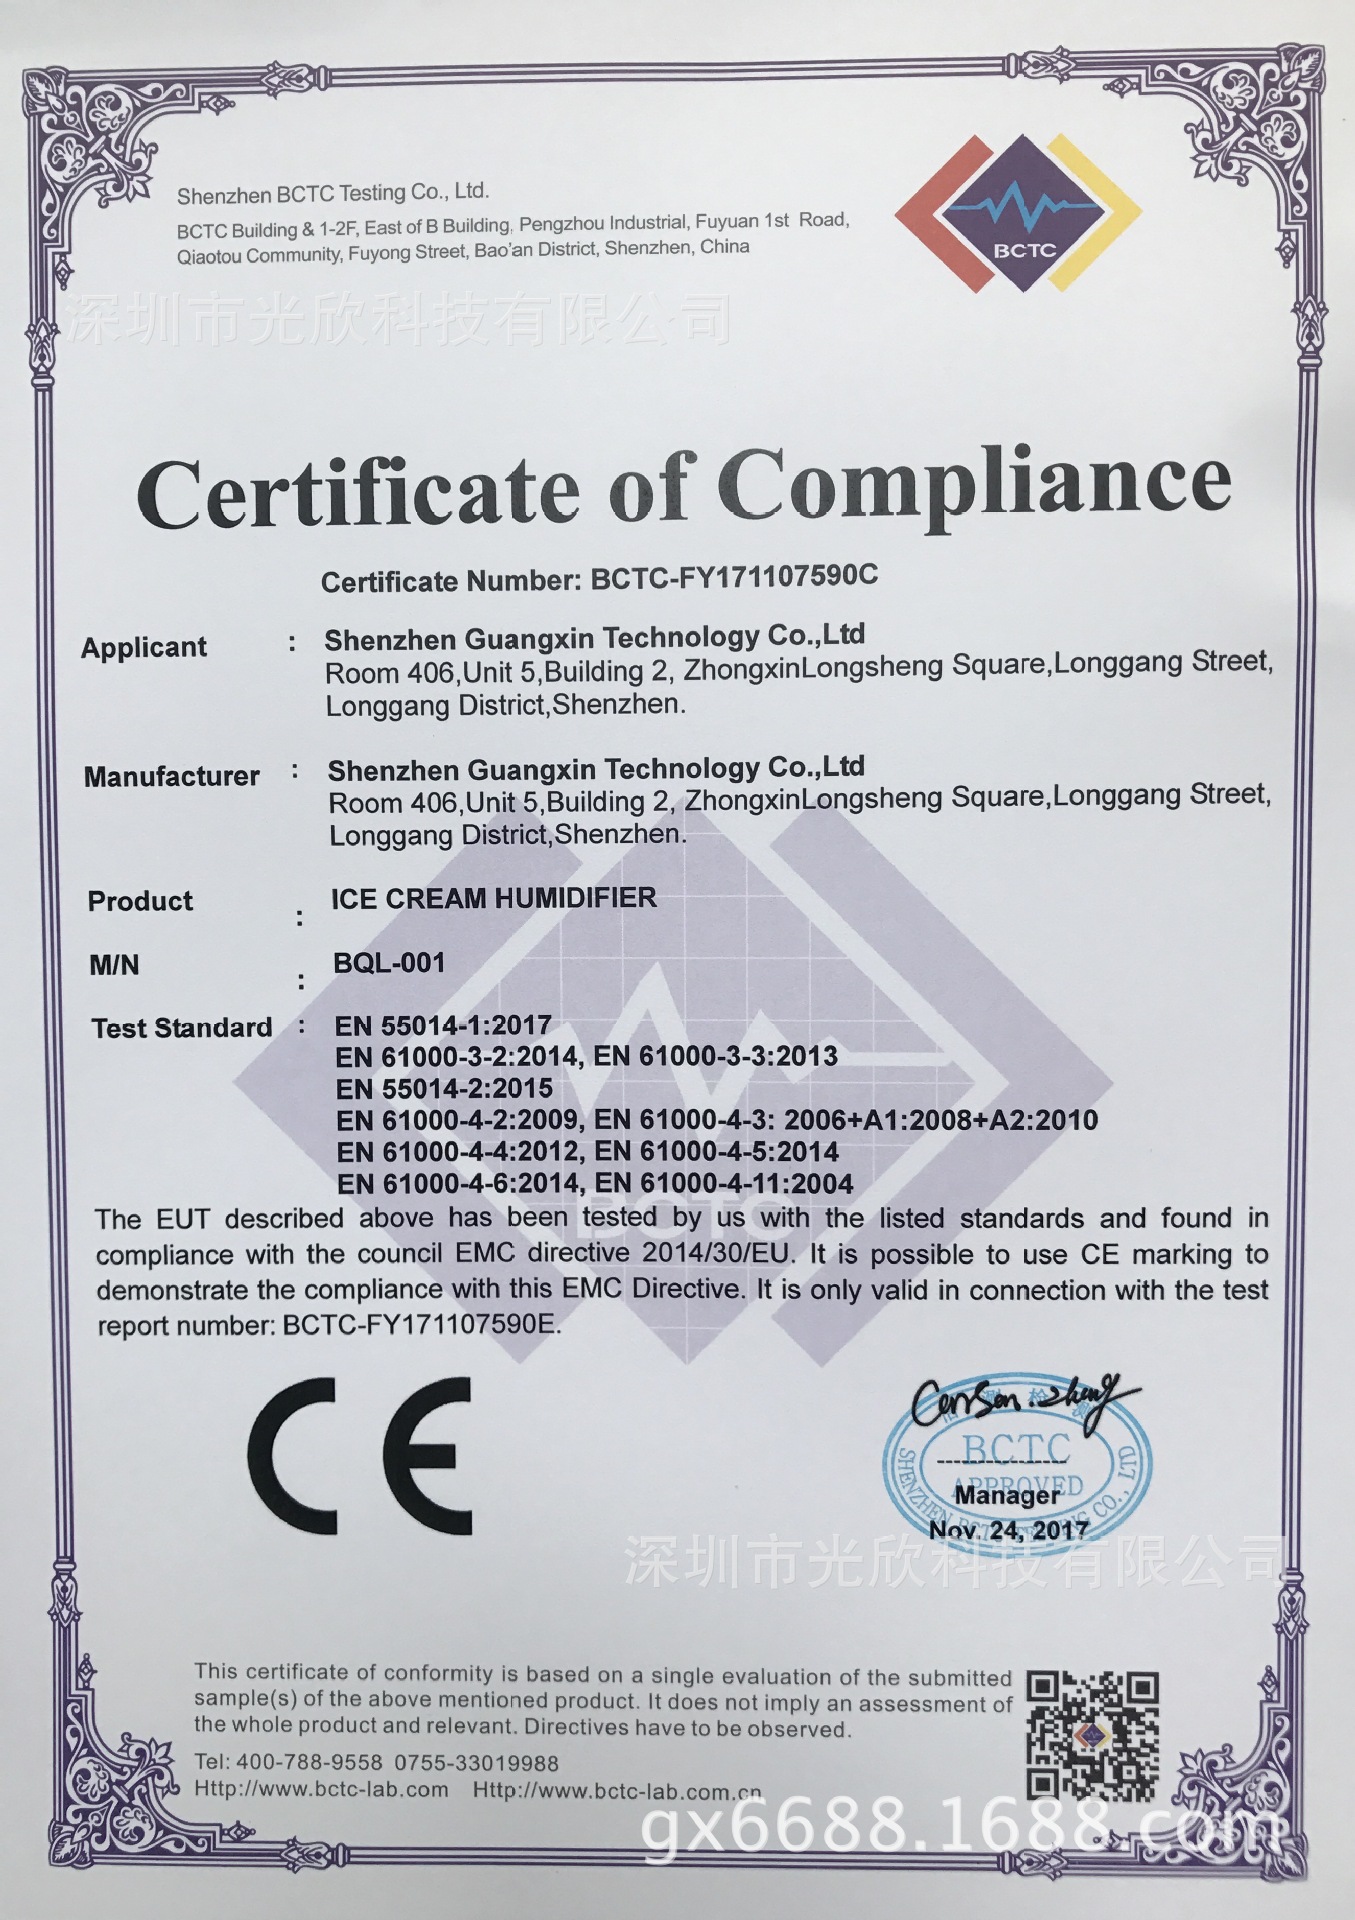 Shenzhen BCTC Testing Co., Ltd.
BCTC Building & 1-2F, East of B Building, Pengzhou Industrial, Fuyuan 1st Road,
Qiaotou Community, Fuyong Street, Bao'an District, Shenzhen, China
BCTC
深圳市光欣科技有限公司
Certificate of Compliance
Certificate Number: BCTC-FY171107590C
Applicant : Shenzhen Guangxin Technology Co.,Ltd
Room 406,Unit 5,Building 2, ZhongxinLongsheng Square,Longgang Street,
Longgang District,Shenzhen.
Manufacturer : Shenzhen Guangxin Technology Co.,Ltd
Room 406,Unit 5,Building 2, ZhongxinLongsheng Square,Longgang Street,
Longgang District,Shenzhen.
Product : ICE CREAM HUMIDIFIER
M/N : BQL-001
Test Standard : EN 55014-1:2017
EN 61000-3-2:2014, EN 61000-3-3:2013
EN 55014-2:2015
EN 61000-4-2:2009, EN 61000-4-3: 2006+A1:2008+A2:2010
EN 61000-4-4:2012, EN 61000-4-5:2014
EN 61000-4-6:2014, EN 61000-4-11:2004
BCTC
The EUT described above has been tested by us with the listed standards and found in
compliance with the council EMC directive 2014/30/EU. It is possible to use CE marking to
demonstrate the compliance with this EMC Directive. It is only valid in connection with the test
report number: BCTC-FY171107590E.
CE
BCTC
APPROVED
SHENZHEN BCTC TESTING CO., LTD
Manager
Nov. 24, 2017
深圳市光欣科技有限公司
This certificate of conformity is based on a single evaluation of the submitted
sample(s) of the above mentioned product. It does not imply an assessment of
the whole product and relevant. Directives have to be observed.
Tel: 400-788-9558 0755-33019988
Http://www.bctc-lab.com Http://www.bctc-lab.com.cn
gx6688.1688.com